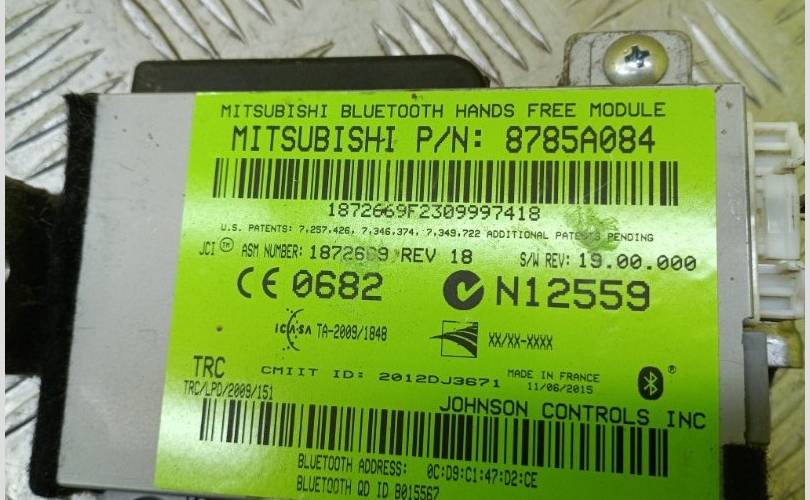 MITSUBISHI BLUETOOTH HANDS FREE MODULE
MITSUBISHI P/N: 8785A084
1872669F2309997418
U.S. PATENTS: 7,257,426, 7,346,374, 7,349,722 ADDITIONAL PATENTS PENDING
JCI™ ASM NUMBER: 1872669 REV 18 S/W REV: 19.00.000
CE 0682 N12559
ICASA TA-2009/1848 XX/XX-XXXX
TRC
TRC/LPD/2009/151
CMIIT ID: 2012DJ3671
MADE IN FRANCE
11/06/2015
®
JOHNSON CONTROLS INC
BLUETOOTH ADDRESS: 0C:D9:C1:47:D2:CE
BLUETOOTH QD ID B015567